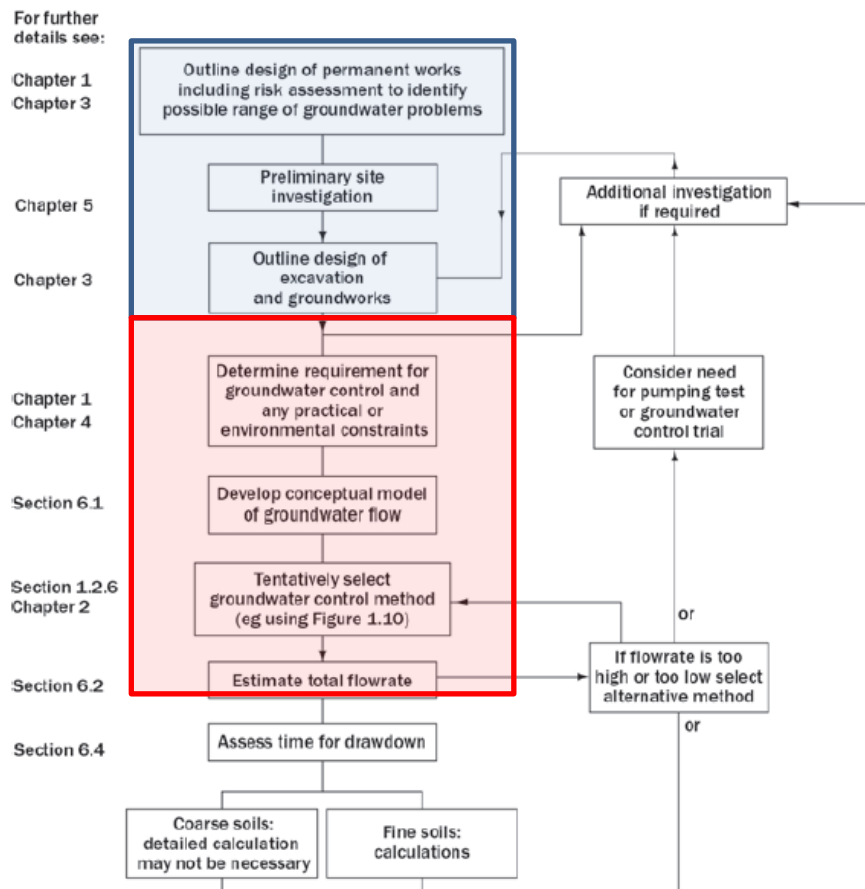 For further
details see:
Chapter 1
Chapter 3
Outline design of permanent works
including risk assessment to identify
possible range of groundwater problems
Preliminary site
investigation
Additional investigation
if required
Chapter 5
Outline design of
excavation
and groundworks
Chapter 3
Determine requirement for
groundwater control and
any practical or
environmental constraints
Consider need
for pumping test
or groundwater
control trial
Chapter 1
Chapter 4
Section 6.1
Develop conceptual model
of groundwater flow
Section 1.2.6
Chapter 2
Tentatively select
groundwater control method
(eg using Figure 1.10)
or
If flowrate is too
high or too low select
alternative method
Section 6.2
Estimate total flowrate
or
Section 6.4
Assess time for drawdown
Coarse soils:
detailed calculation
may not be necessary
Fine soils:
calculations